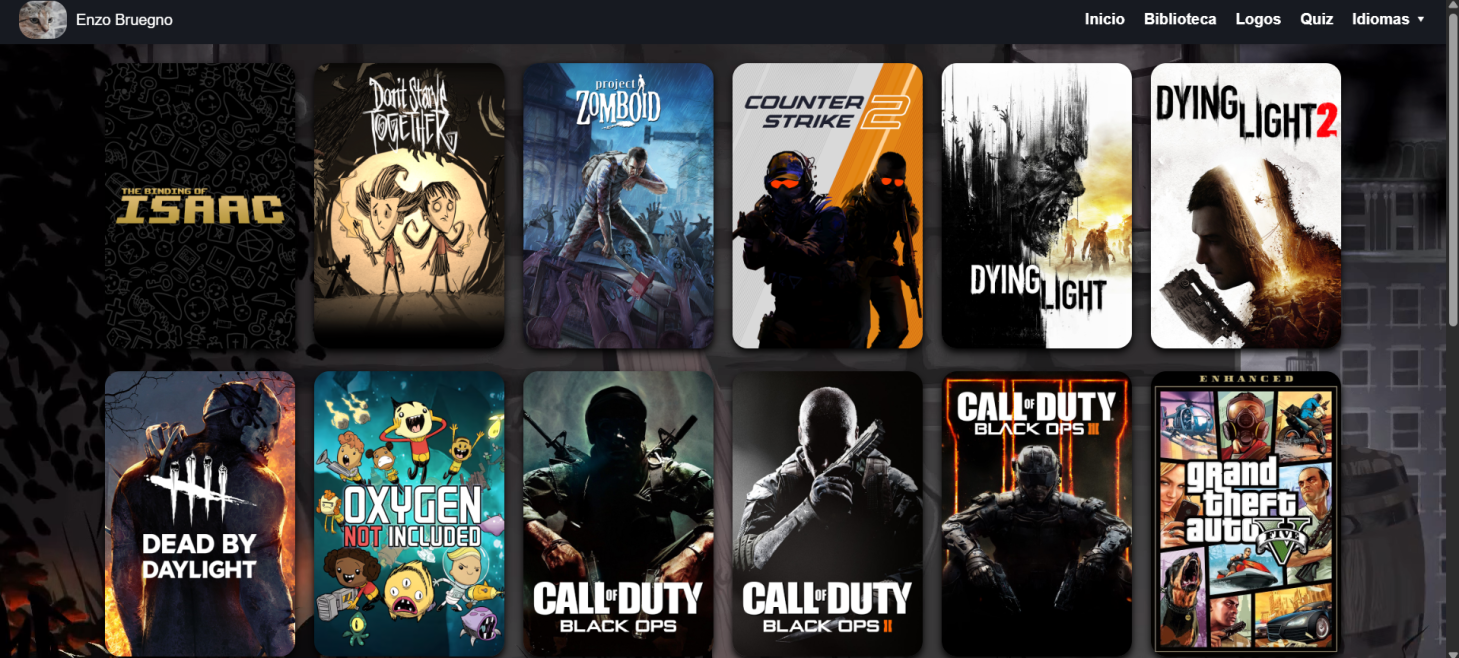 Enzo Bruegno
Inicio Biblioteca Logos Quiz Idiomas
THE BINDING OF
ISAAC
Don't Starve
TOGETHER
project
ZOMBOID
COUNTER
STRIKE 2
DYING
LIGHT
DYING
LIGHT 2
DEAD BY
DAYLIGHT
OXYGEN
NOT INCLUDED
CALL OF DUTY
BLACK OPS
CALL OF DUTY
BLACK OPS II
CALL OF DUTY
BLACK OPS III
ENHANCED
grand
theft
auto V
FIVE